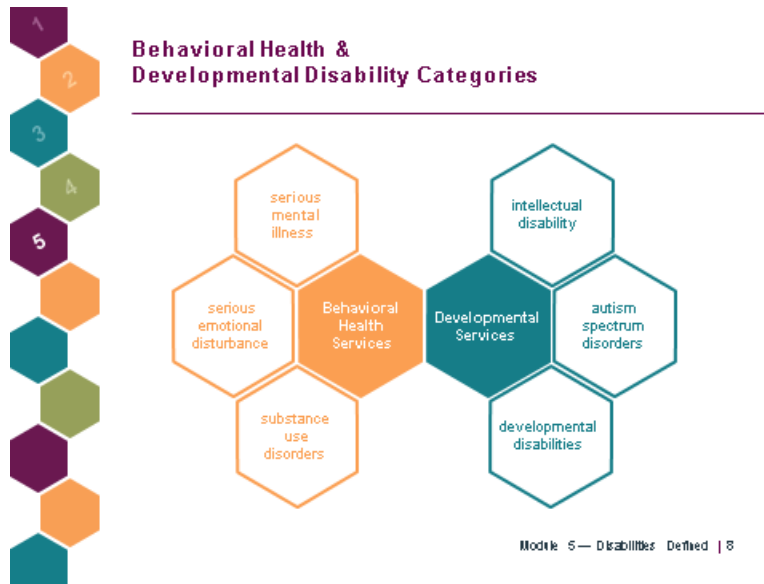 1
2
3
4
5
Behavioral Health &
Developmental Disability Categories
serious
mental
illness
serious
emotional
disturbance
substance
use
disorders
Behavioral
Health
Services
Developmental
Services
intellectual
disability
autism
spectrum
disorders
developmental
disabilities
Module 5 — Disabilities Defined | 8